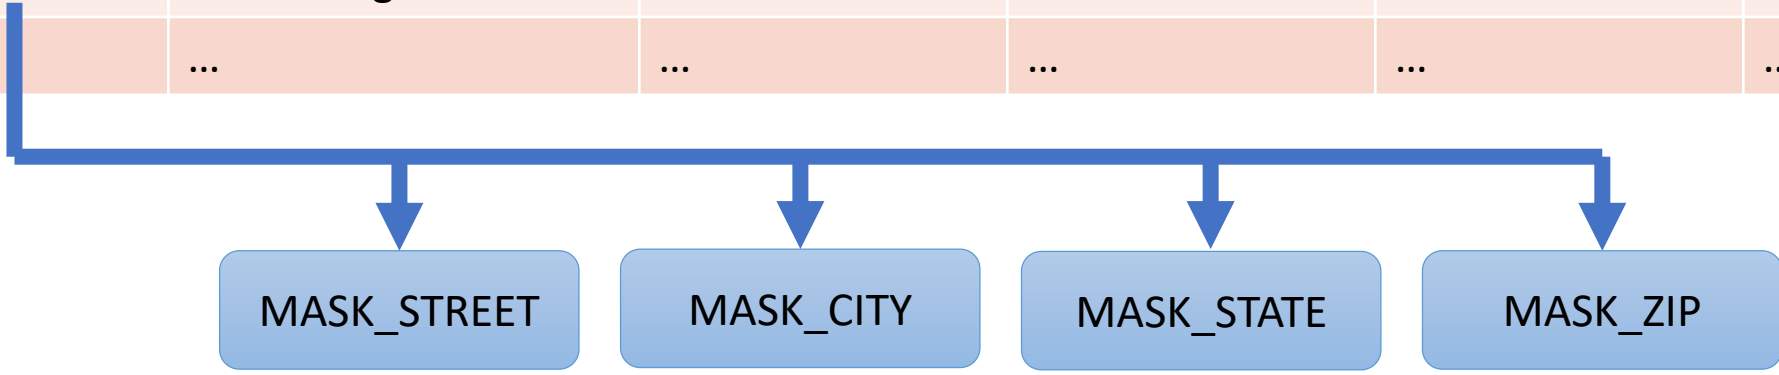 ... ... ... ...
MASK_STREET MASK_CITY MASK_STATE MASK_ZIP